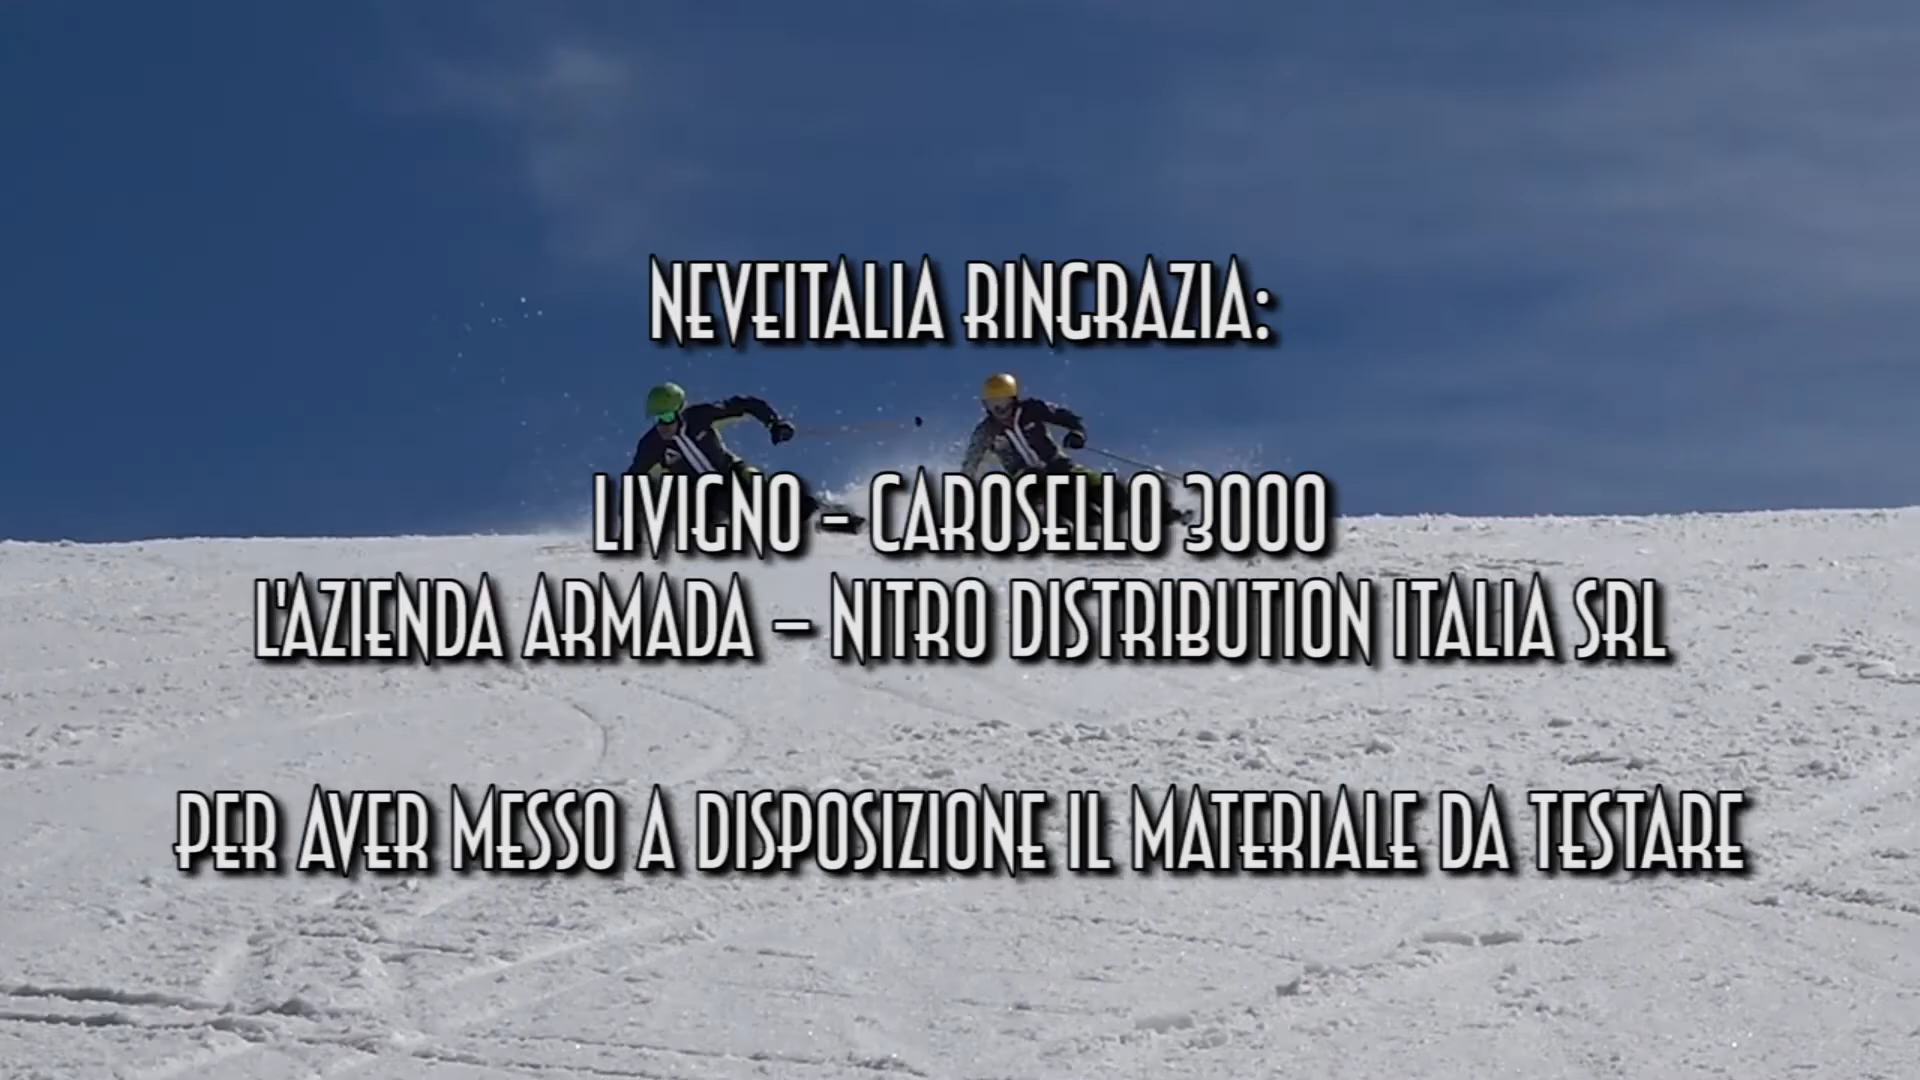 NEVEITALIA RINGRAZIA:
LIVIGNO - CAROSELLO 3000
L'AZIENDA ARMADA – NITRO DISTRIBUTION ITALIA SRL
PER AVER MESSO A DISPOSIZIONE IL MATERIALE DA TESTARE